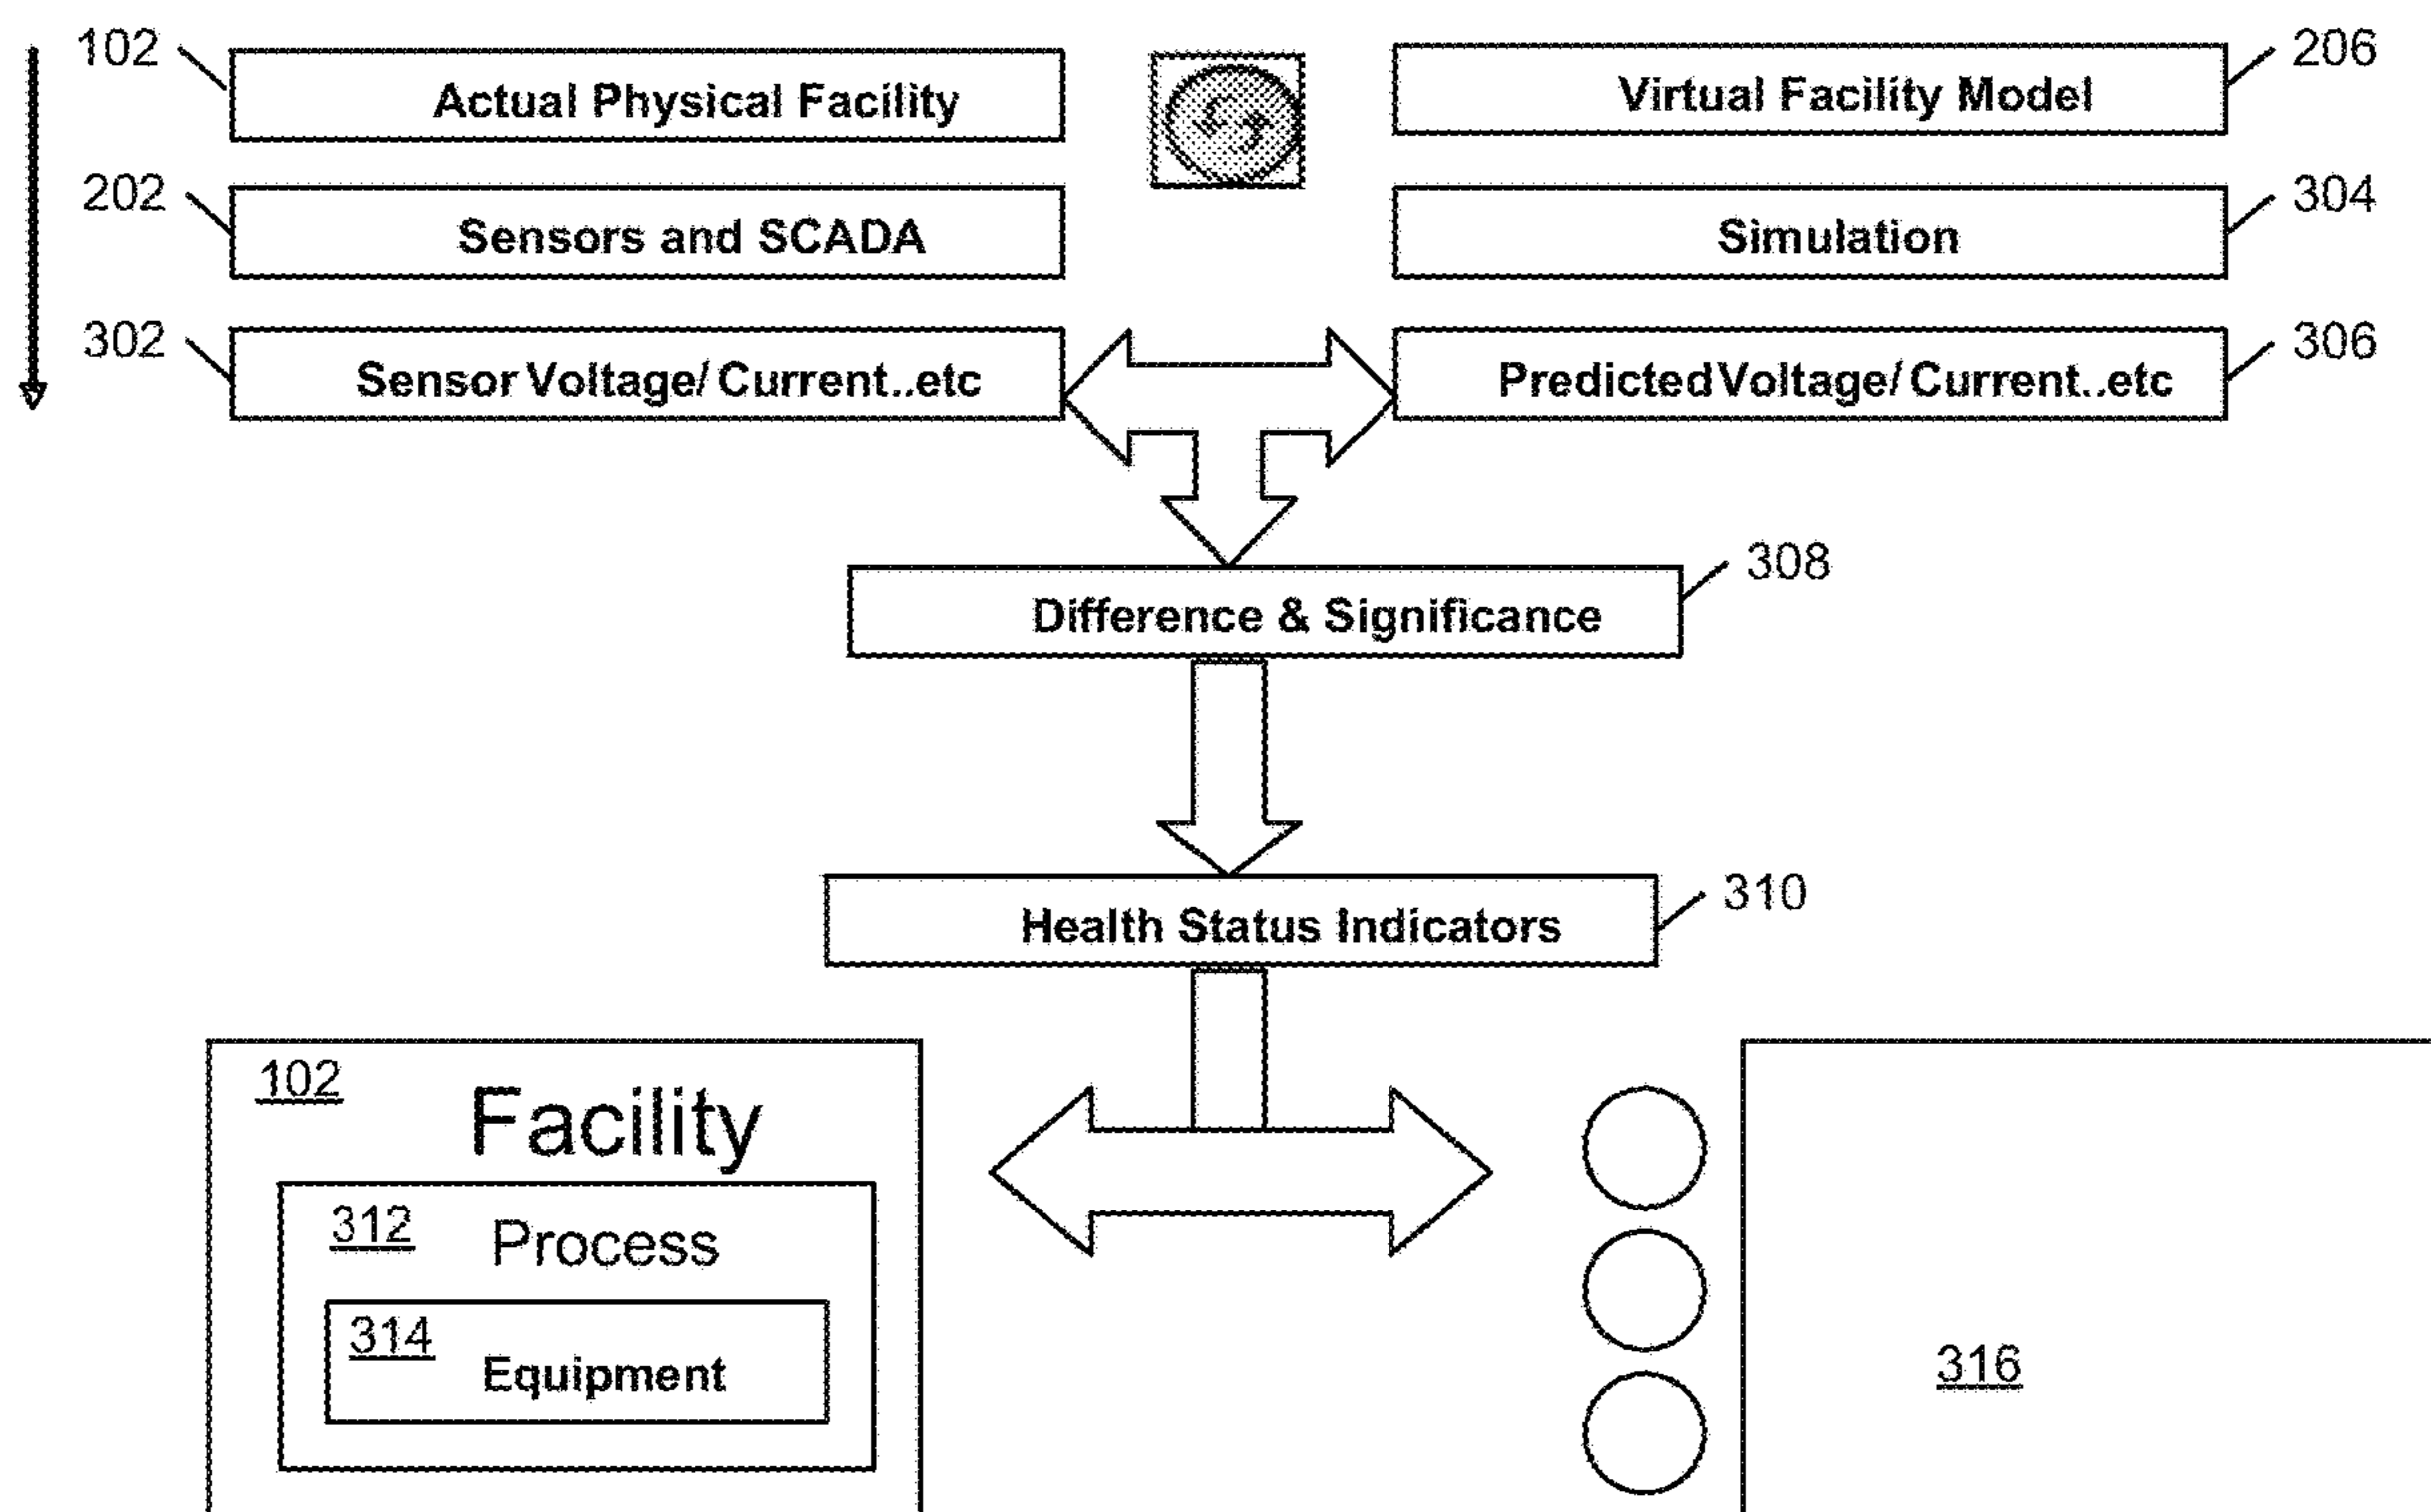 102 Actual Physical Facility Virtual Facility Model 206
202 Sensors and SCADA Simulation 304
302 Sensor Voltage/ Current..etc Predicted Voltage/ Current..etc 306
308
Difference & Significance
310
Health Status Indicators
102 Facility
312 Process
314 Equipment
316